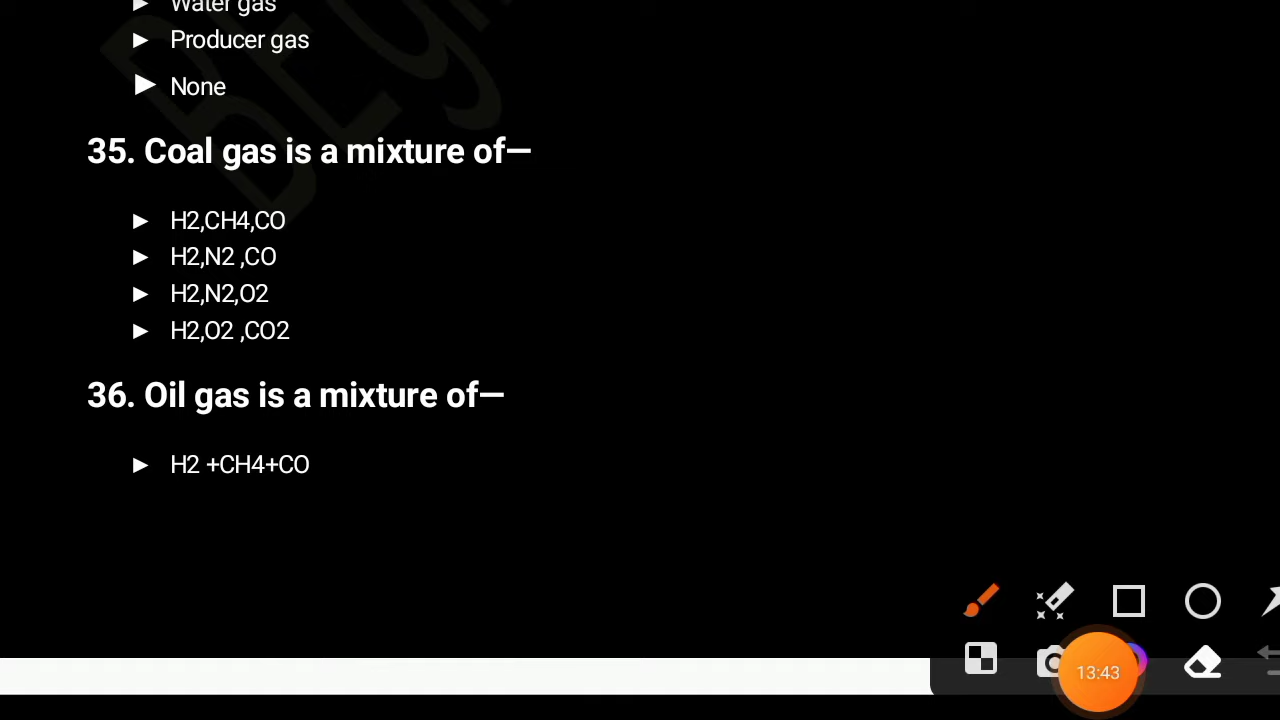 Water gas
► Producer gas
► None
35. Coal gas is a mixture of—
► H2,CH4,CO
► H2,N2 ,CO
► H2,N2,O2
► H2,O2 ,CO2
36. Oil gas is a mixture of—
► H2 +CH4+CO
13:43